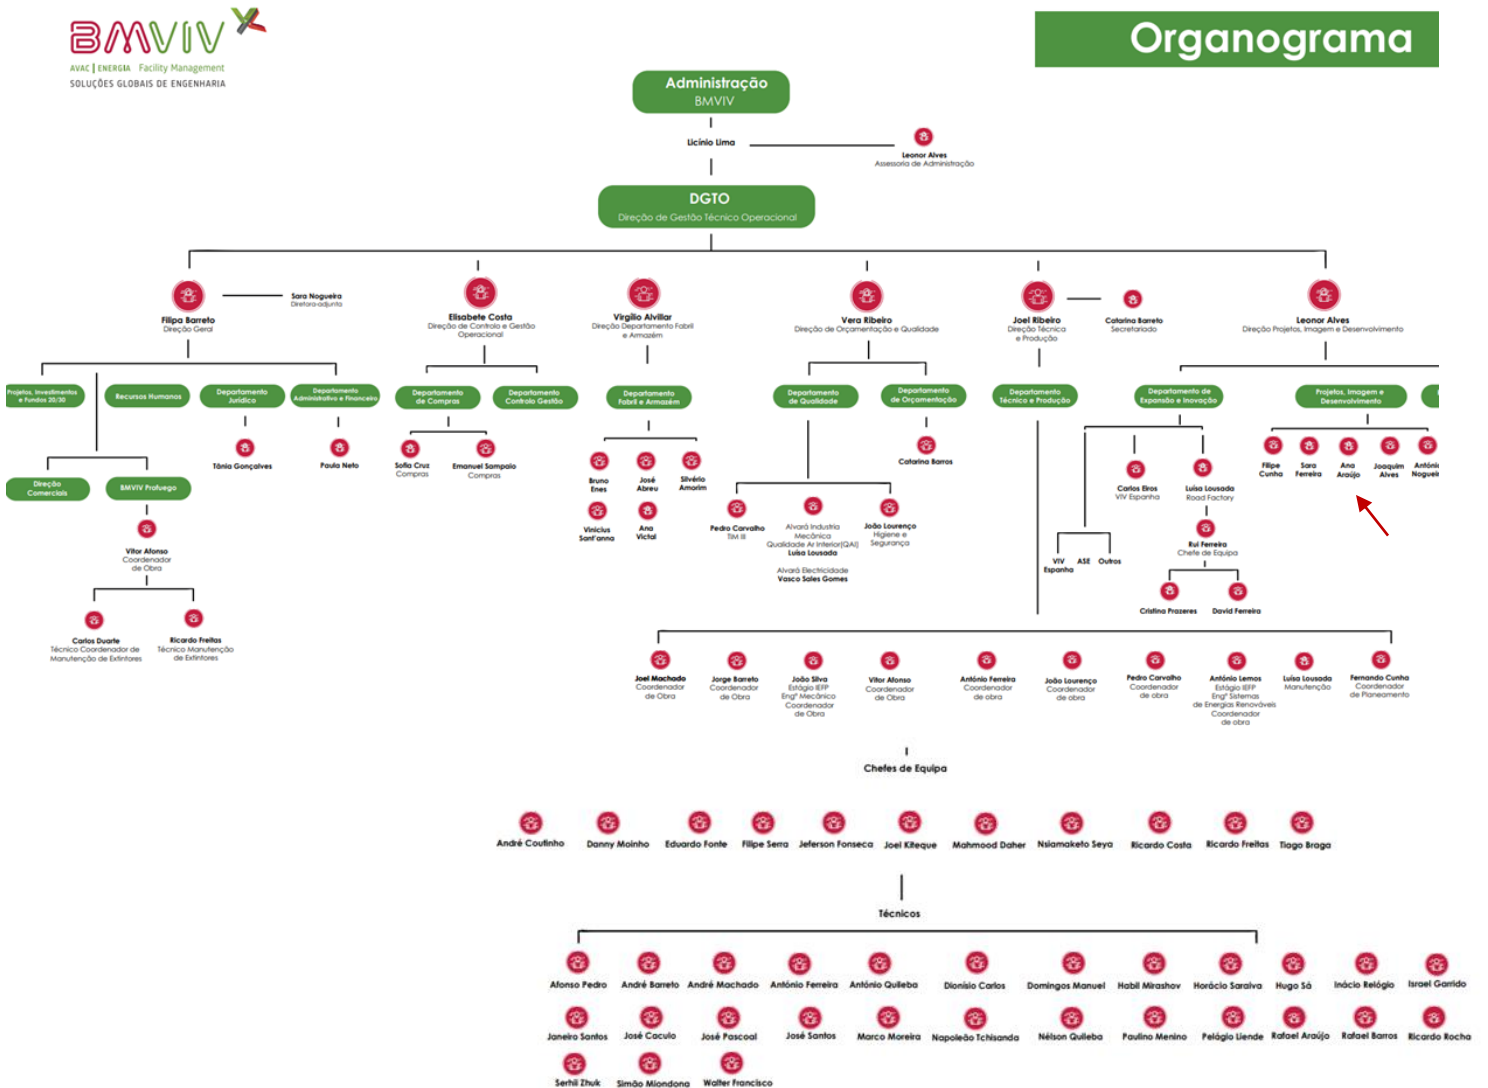 BMVIV
AVAC | ENERGIA Facility Management
SOLUÇÕES GLOBAIS DE ENGENHARIA
Organograma
Administração
BMVIV
Licínio Lima
Leonor Alves
Assessoria de Administração
DGTO
Direção de Gestão Técnico Operacional
Filipa Barreto
Direção Geral
Sara Nogueira
Diretora-adjunta
Elisabete Costa
Direção de Controlo e Gestão
Operacional
Virgílio Alvillar
Direção Departamento Fabril
e Armazém
Vera Ribeiro
Direção de Orçamentação e Qualidade
Joel Ribeiro
Direção Técnica
e Produção
Catarina Barreto
Secretariado
Leonor Alves
Direção Projetos, Imagem e Desenvolvimento
Projetos, Investimentos
e Fundos 20/30
Recursos Humanos
Departamento
Jurídico
Departamento
Administrativo e Financeiro
Departamento
de Compras
Departamento
Controlo Gestão
Departamento
Fabril e Armazém
Departamento
de Qualidade
Departamento
de Orçamentação
Departamento
Técnico e Produção
Departamento de
Expansão e Inovação
Projetos, Imagem e
Desenvolvimento
Tânia Gonçalves
Paula Neto
Sofia Cruz
Compras
Emanuel Sampaio
Compras
Bruno
Enes
José
Abreu
Silvério
Amorim
Vinicius
Sant'anna
Ana
Victal
Catarina Barros
Pedro Carvalho
TIM III
Alvará Industria
Mecânica
Qualidade Ar Interior(QAI)
Luísa Lousada
Alvará Electricidade
Vasco Sales Gomes
João Lourenço
Higiene e
Segurança
Carlos Eiros
VIV Espanha
Luísa Lousada
Road Factory
Rui Ferreira
Chefe de Equipa
VIV
Espanha
ASE
Outros
Cristina Prazeres
David Ferreira
Filipe
Cunha
Sara
Ferreira
Ana
Araújo
Joaquim
Alves
António
Nogueira
Direção
Comerciais
BMVIV Profuego
Vitor Afonso
Coordenador
de Obra
Carlos Duarte
Técnico Coordenador de
Manutenção de Extintores
Ricardo Freitas
Técnico Manutenção
de Extintores
Joel Machado
Coordenador
de Obra
Jorge Barreto
Coordenador
de Obra
João Silva
Estágio IEFP
Engº Mecânico
Coordenador
de Obra
Vitor Afonso
Coordenador
de Obra
António Ferreira
Coordenador
de obra
João Lourenço
Coordenador
de obra
Pedro Carvalho
Coordenador
de obra
António Lemos
Estágio IEFP
Engº Sistemas
de Energias Renováveis
Coordenador
de obra
Luísa Lousada
Manutenção
Fernando Cunha
Coordenador
de Planeamento
Chefes de Equipa
André Coutinho
Danny Moinho
Eduardo Fonte
Filipe Serra
Jeferson Fonseca
Joel Kiteque
Mahmood Daher
Nsiamaketo Seya
Ricardo Costa
Ricardo Freitas
Tiago Braga
Técnicos
Afonso Pedro
André Barreto
André Machado
António Ferreira
António Quileba
Dionísio Carlos
Domingos Manuel
Habil Mirashov
Horácio Saraiva
Hugo Sá
Inácio Relógio
Israel Garrido
Janeiro Santos
José Caculo
José Pascoal
José Santos
Marco Moreira
Napoleão Tchisanda
Nélson Quileba
Paulino Menino
Pelágio Liende
Rafael Araújo
Rafael Barros
Ricardo Rocha
Serhii Zhuk
Simão Miondona
Walter Francisco